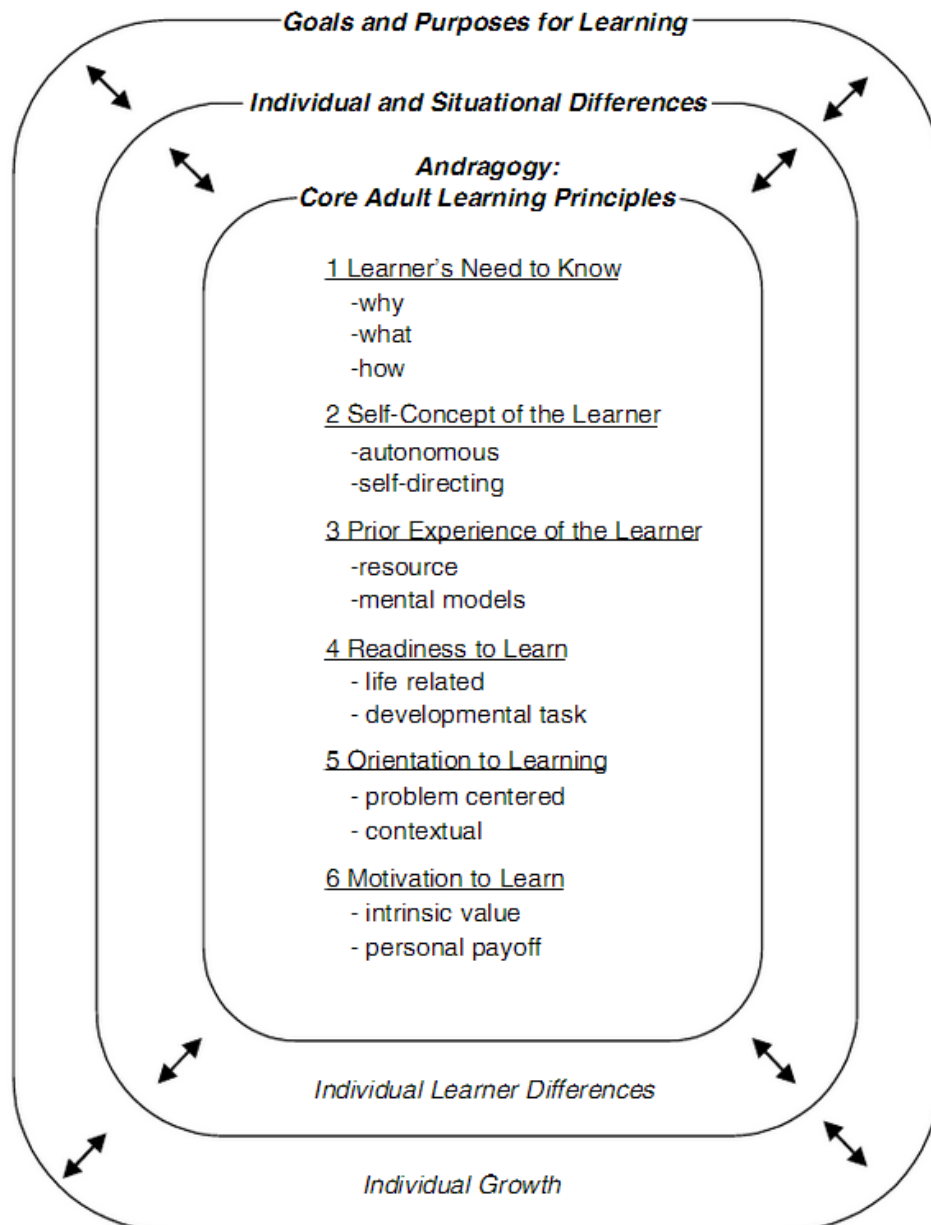 Goals and Purposes for Learning
Individual and Situational Differences
Andragogy:
Core Adult Learning Principles
1 Learner's Need to Know
-why
-what
-how
2 Self-Concept of the Learner
-autonomous
-self-directing
3 Prior Experience of the Learner
-resource
-mental models
4 Readiness to Learn
- life related
- developmental task
5 Orientation to Learning
- problem centered
- contextual
6 Motivation to Learn
- intrinsic value
- personal payoff
Individual Learner Differences
Individual Growth